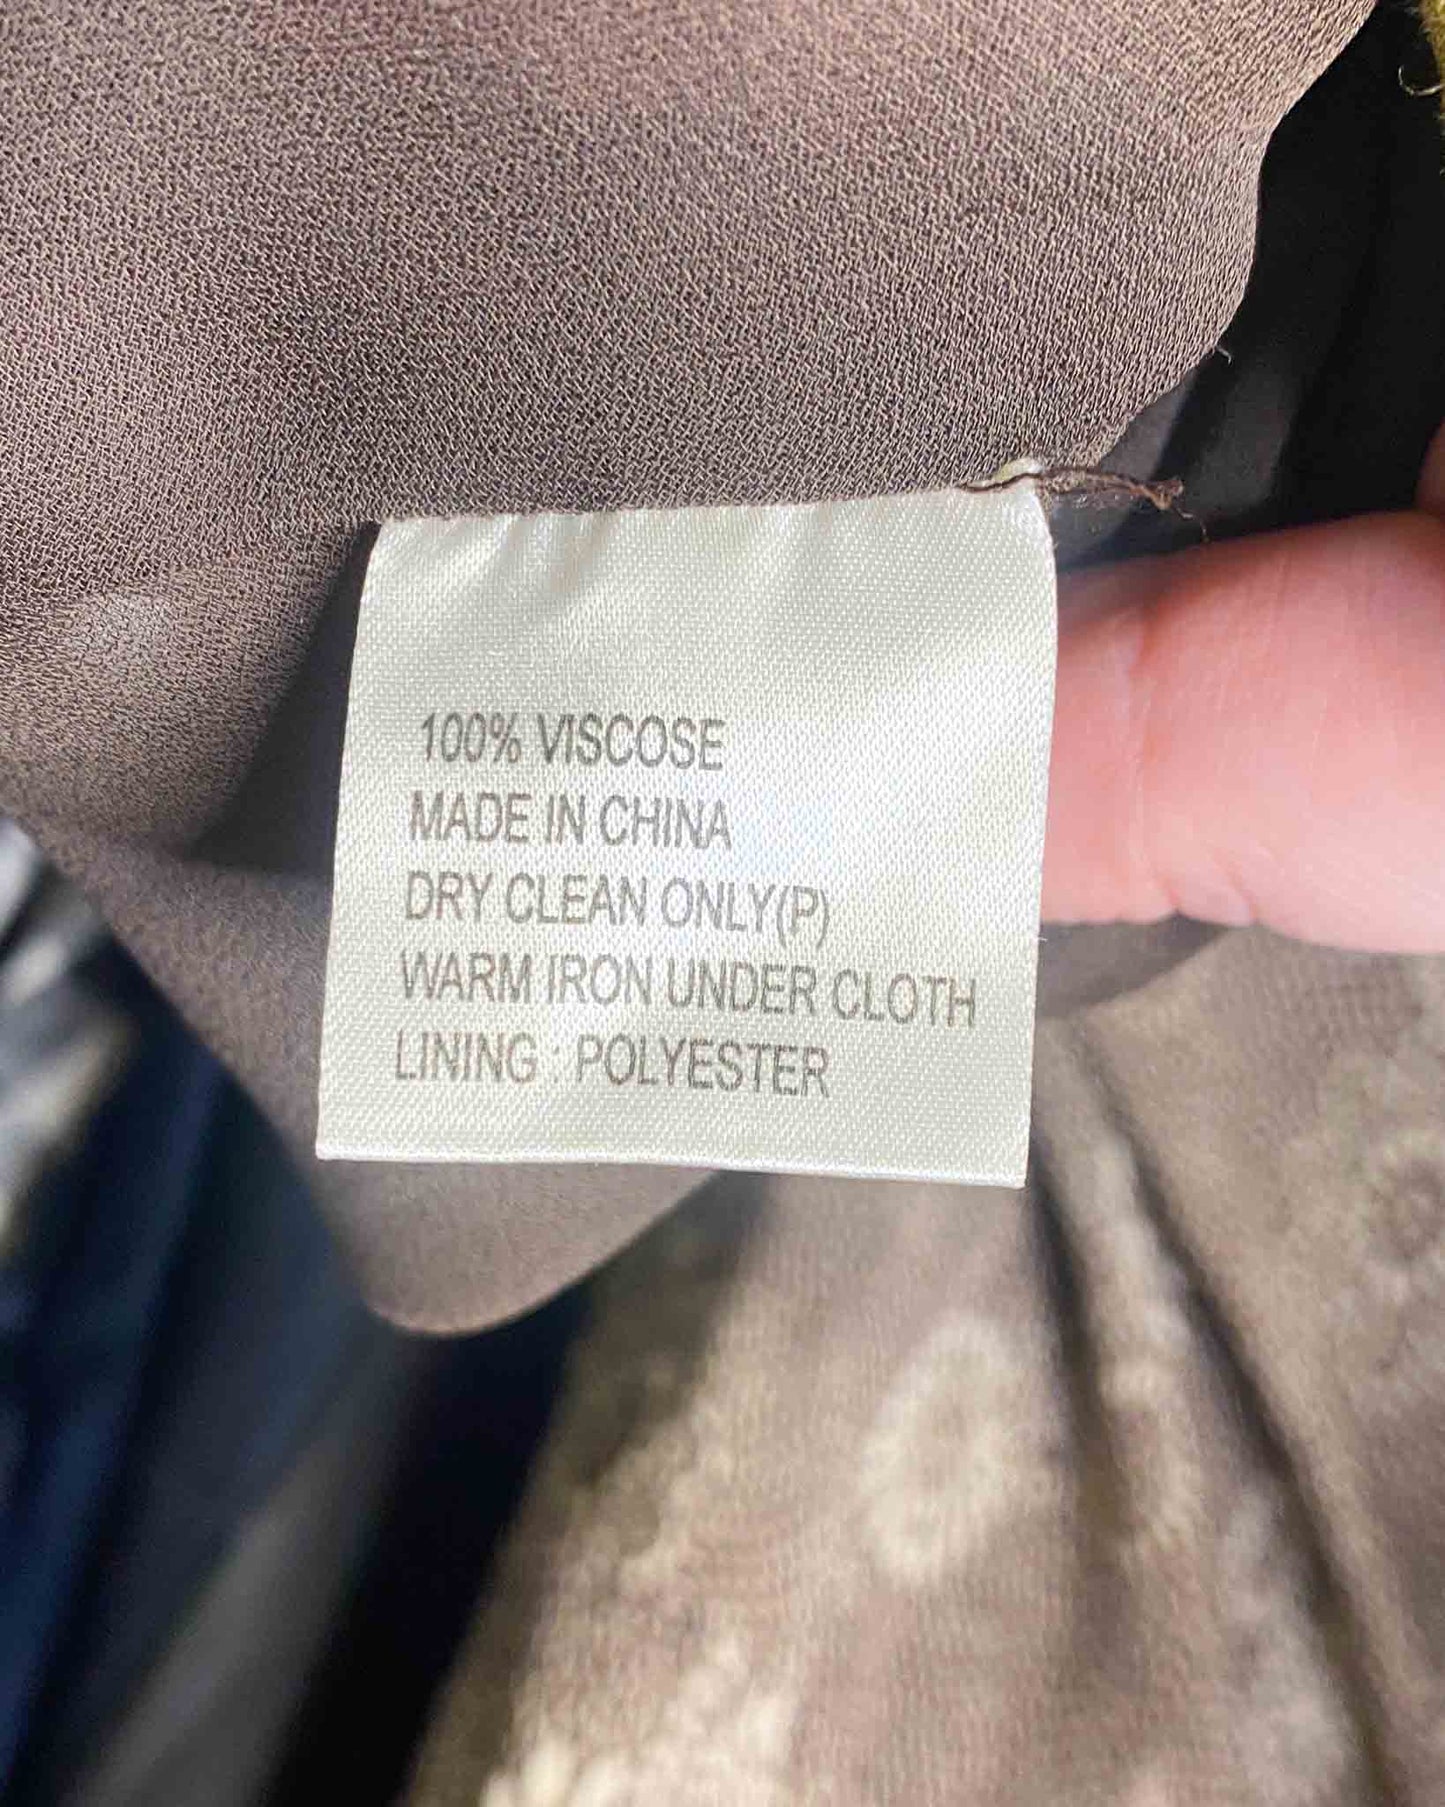 100% VISCOSE
MADE IN CHINA
DRY CLEAN ONLY(P)
WARM IRON UNDER CLOTH
LINING : POLYESTER